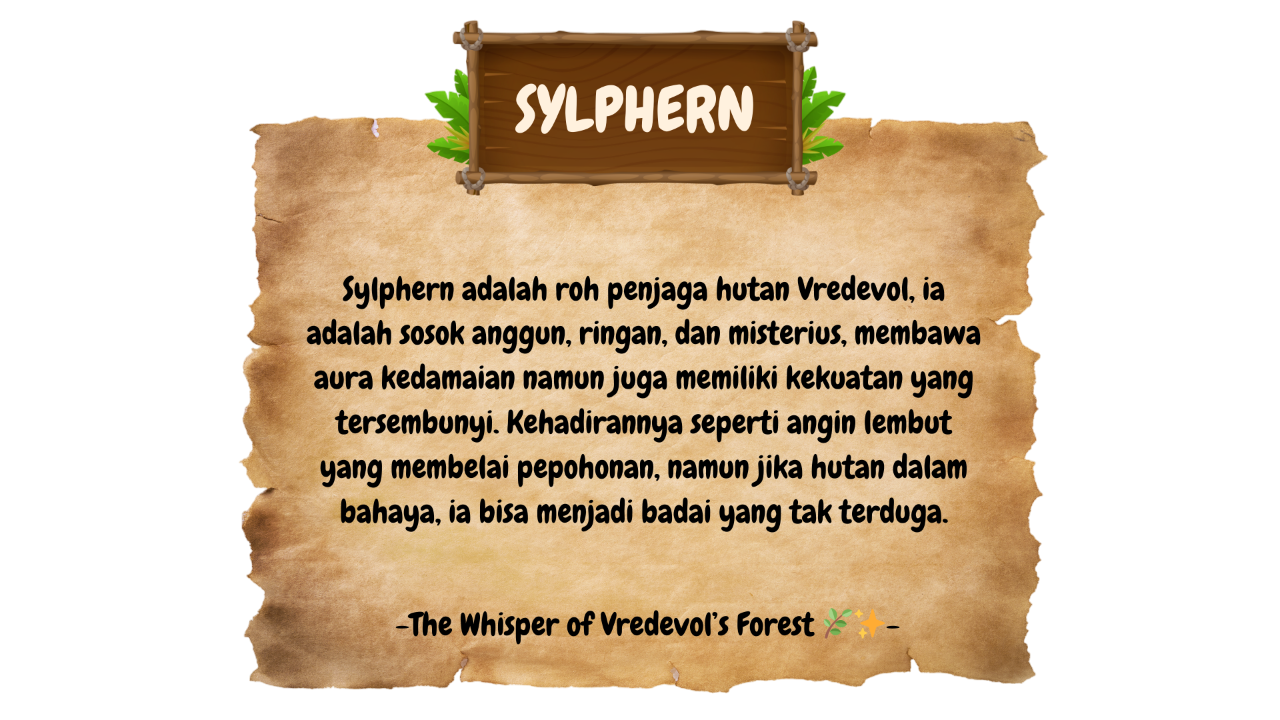 SYLPHERN
Sylphern adalah roh penjaga hutan Vredevol, ia
adalah sosok anggun, ringan, dan misterius, membawa
aura kedamaian namun juga memiliki kekuatan yang
tersembunyi. Kehadirannya seperti angin lembut
yang membelai pepohonan, namun jika hutan dalam
bahaya, ia bisa menjadi badai yang tak terduga.
-The Whisper of Vredevol’s Forest 🌿✨-